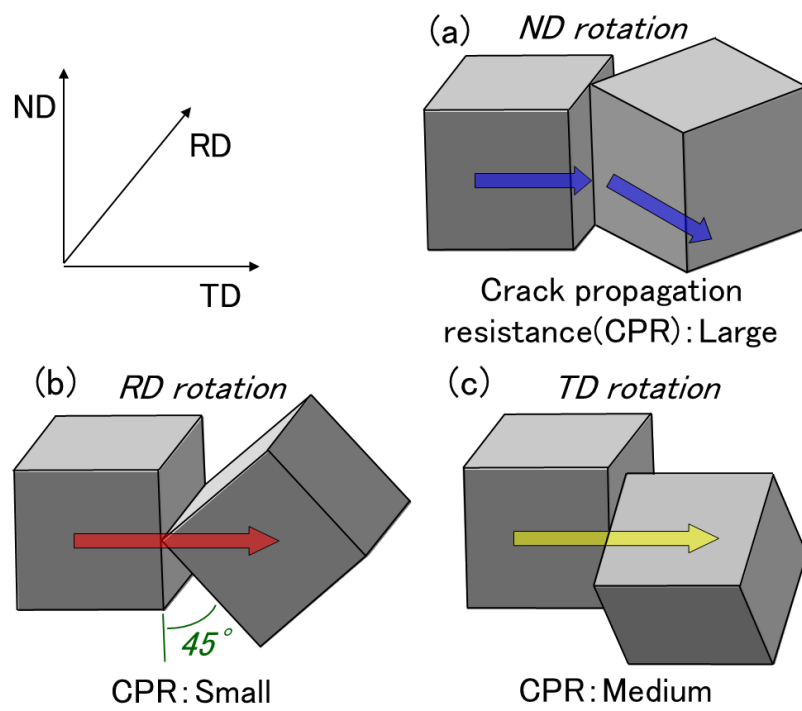 ND
RD
TD
(a) ND rotation
Crack propagation
resistance(CPR): Large
(b) RD rotation
45°
CPR: Small
(c) TD rotation
CPR: Medium